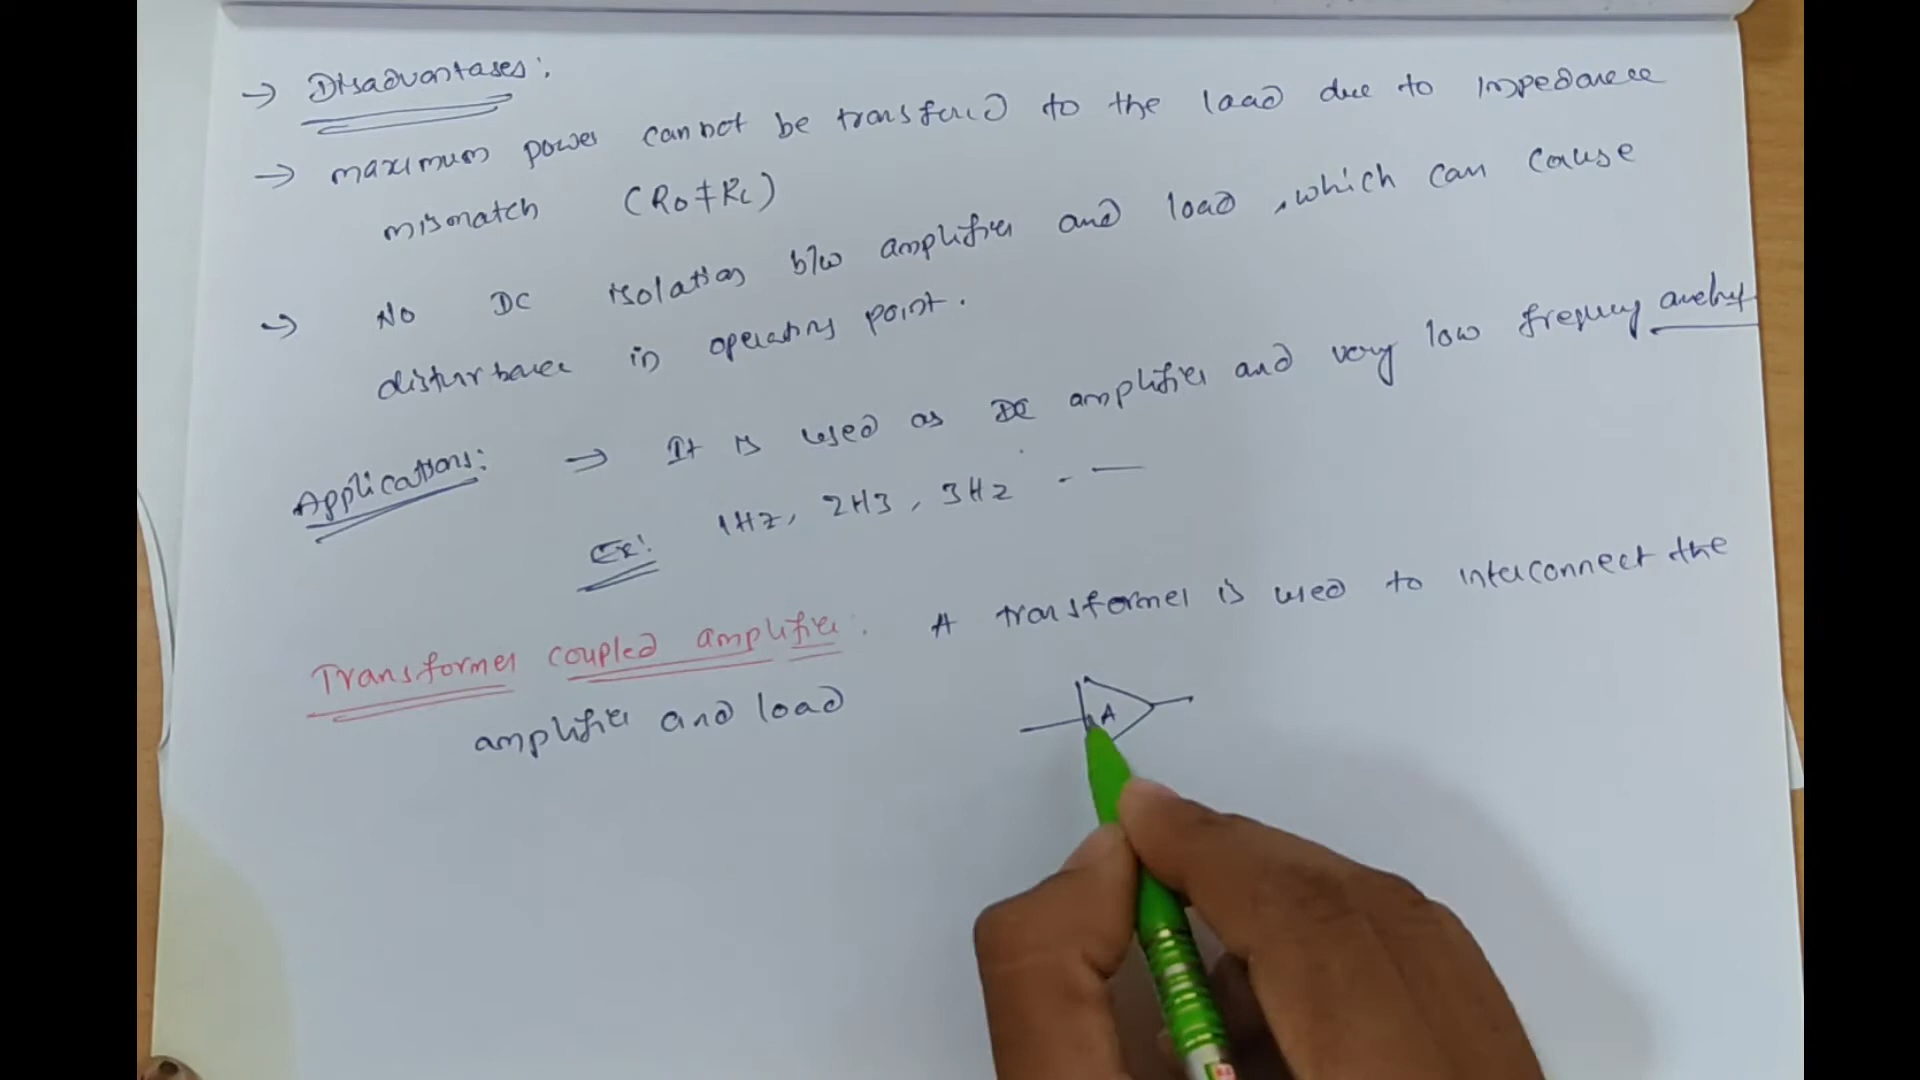 → Disadvantages:
→ maximum power cannot be transferd to the load due to Impedance
mismatch (Ro ≠ RL)
→ No DC isolation b/w amplifier and load, which can cause
disturbance in operating point.
Applications: → It is used as DC amplifier and very low frequency
Ex: 1Hz, 2Hz, 3Hz - —
Transformer coupled amplifier: A transformer is used to interconnect the
amplifier and load
A